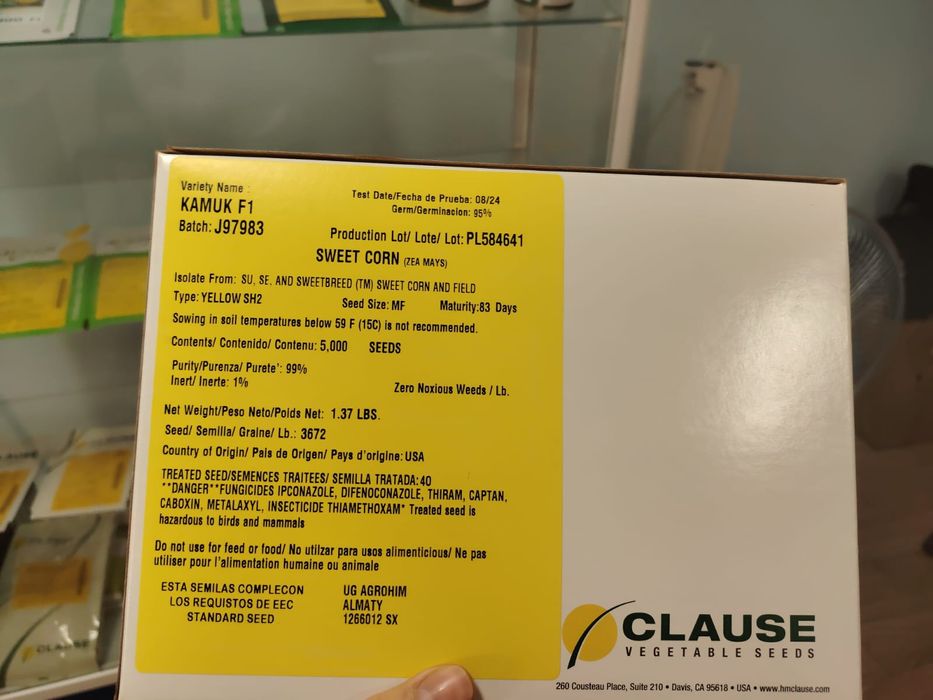 Variety Name :
KAMUK F1
Batch: J97983
Test Date/Fecha de Prueba: 08/24
Germ/Germinacion: 95%
Production Lot/ Lote/ Lot: PL584641
SWEET CORN (ZEA MAYS)
Isolate From: SU, SE, AND SWEETBREED (TM) SWEET CORN AND FIELD
Type: YELLOW SH2 Seed Size: MF Maturity:83 Days
Sowing in soil temperatures below 59 F (15C) is not recommended.
Contents/ Contenido/ Contenu: 5,000 SEEDS
Purity/Purenza/ Purete': 99%
Inert/ Inerte: 1% Zero Noxious Weeds / Lb.
Net Weight/Peso Neto/Poids Net: 1.37 LBS.
Seed/ Semilla/ Graine/ Lb.: 3672
Country of Origin/ Pais de Origen/ Pays d'origine: USA
TREATED SEED/SEMENCES TRAITEES/ SEMILLA TRATADA:40
**DANGER**FUNGICIDES IPCONAZOLE, DIFENOCONAZOLE, THIRAM, CAPTAN,
CABOXIN, METALAXYL, INSECTICIDE THIAMETHOXAM* Treated seed is
hazardous to birds and mammals
Do not use for feed or food/ No utilzar para usos alimenticious/ Ne pas
utiliser pour l'alimentation humaine ou animale
ESTA SEMILAS COMPLECON UG AGROHIM
LOS REQUISTOS DE EEC ALMATY
STANDARD SEED 1266012 SX
CLAUSE
VEGETABLE SEEDS
260 Cousteau Place, Suite 210 • Davis, CA 95618 • USA • www.hmclause.com
CLAUSE